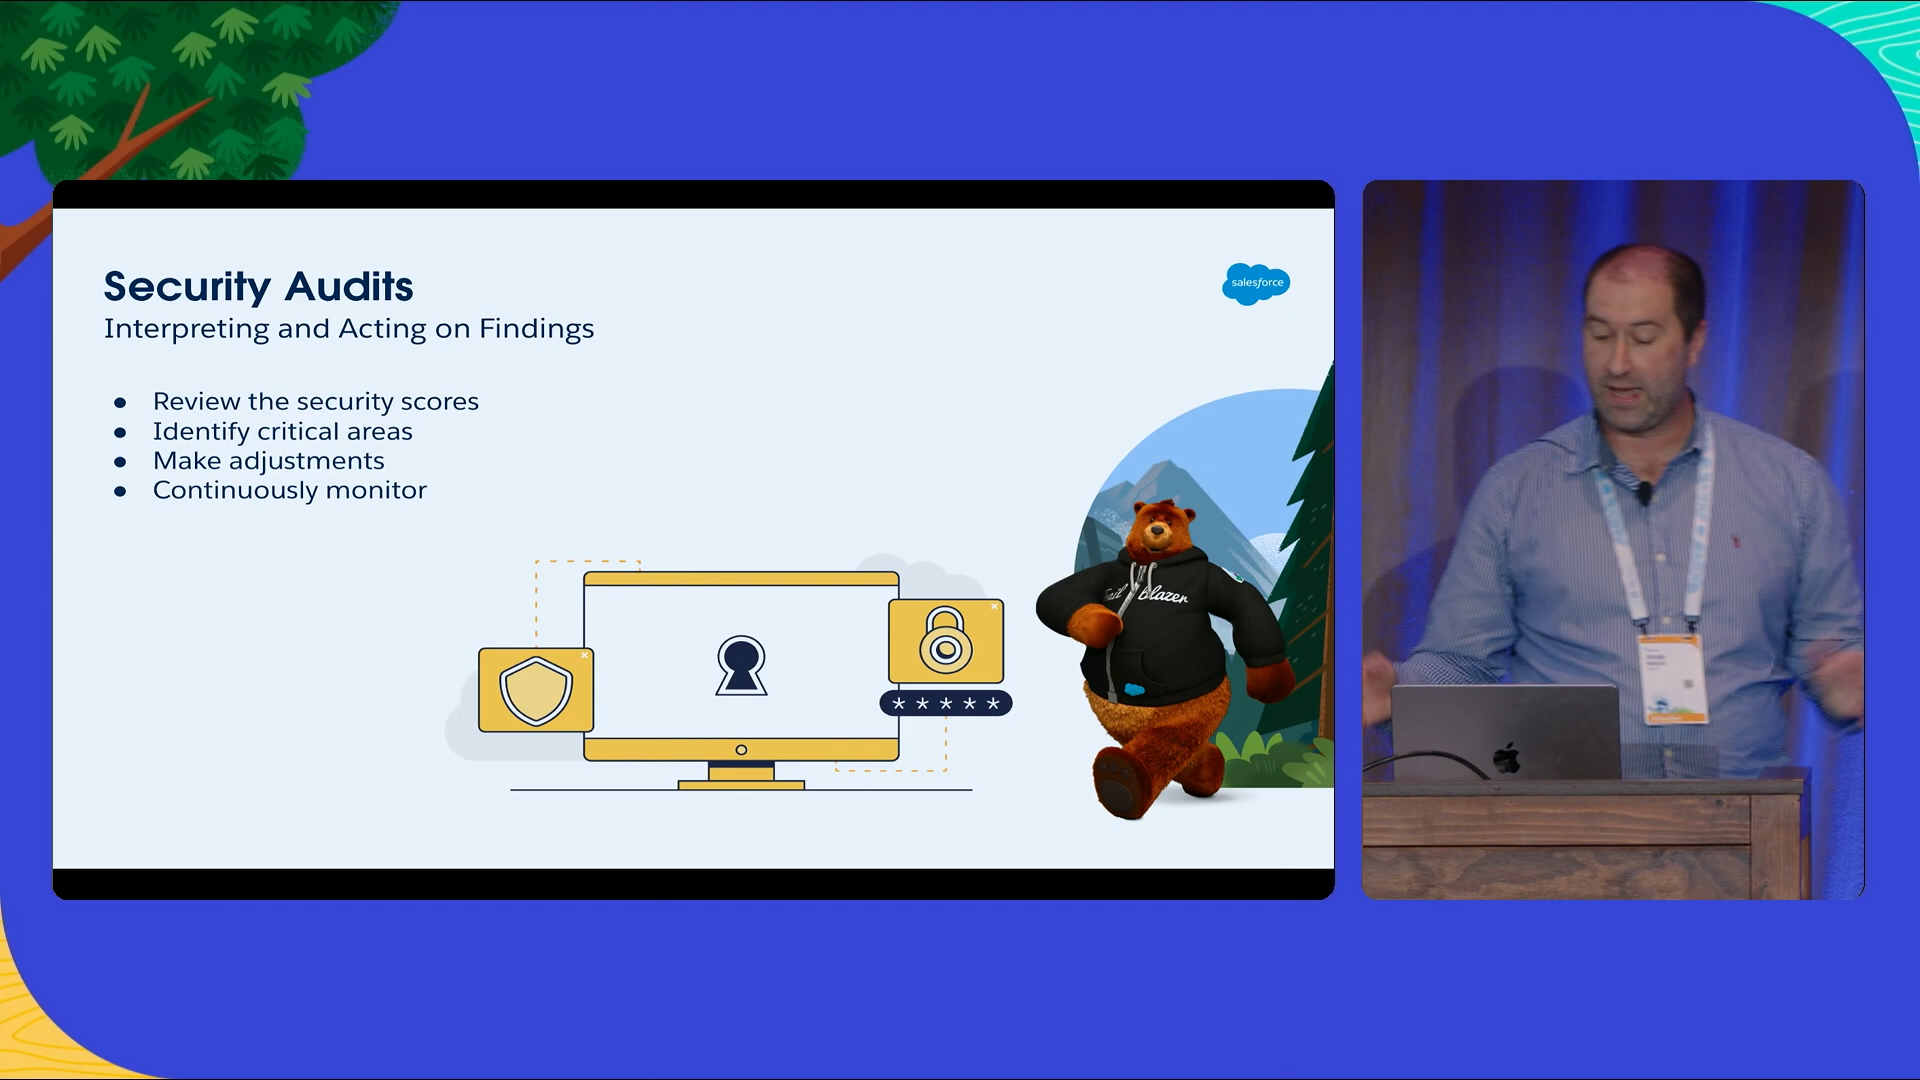 Security Audits
Interpreting and Acting on Findings
salesforce
● Review the security scores
● Identify critical areas
● Make adjustments
● Continuously monitor
* * * * *
blazer